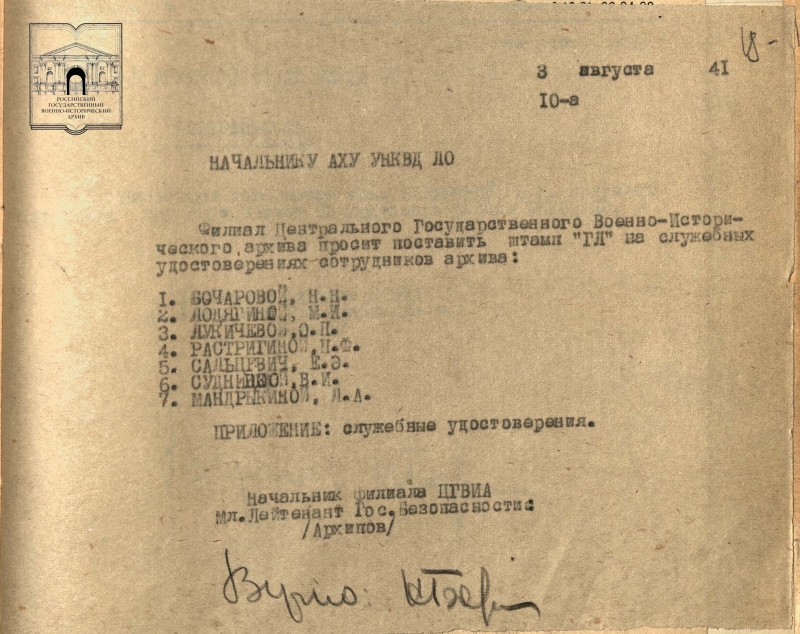 3 августа 41
10-а
РОССИЙСКИЙ
ГОСУДАРСТВЕННЫЙ
ВОЕННО-ИСТОРИЧЕСКИЙ
АРХИВ
НАЧАЛЬНИКУ АХУ УНКВД ЛО
Филиал Центрального Государственного Военно-Истори-
ческого архива просит поставить штамп "ГЛ" на служебных
удостоверениях сотрудников архива:
1. БОЧАРОВОЙ, Н.Н.
2. ЛОДЯГИНОЙ, М.И.
3. ЛУКИЧЕВОЙ, О.П.
4. РАСТРИГИНОЙ, Н.Ф.
5. САЛЬЦЕВИЧ, Е.Э.
6. В.И.
7. МАНДРЫКИНОЙ, Л.А.
ПРИЛОЖЕНИЕ: служебные удостоверения.
Начальник филиала ЦГВИА
Мл. Лейтенант Гос. Безопасности:
/Архипов/